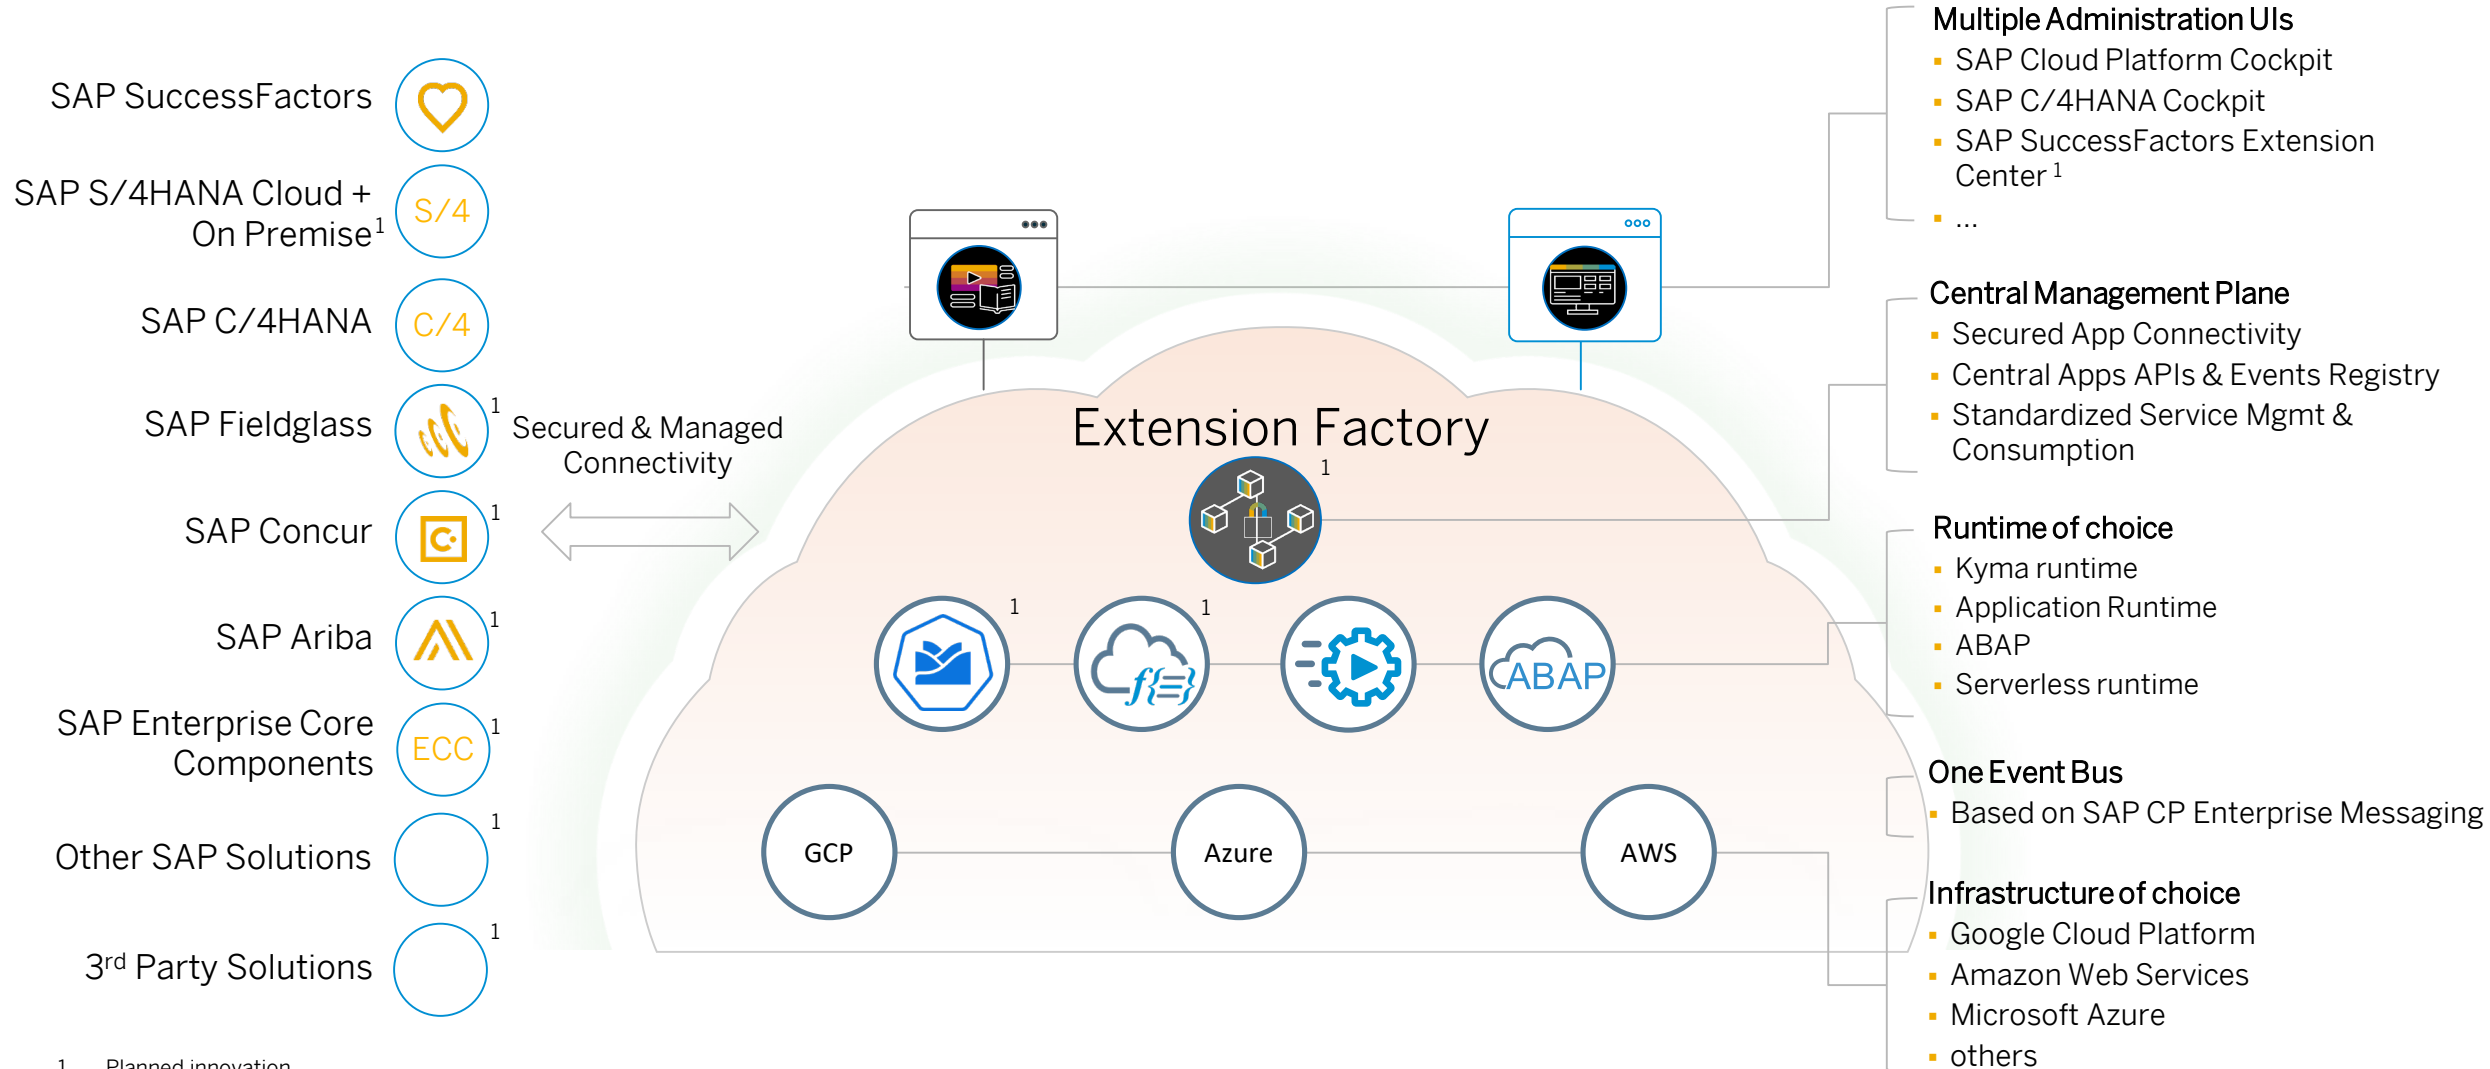 SAP SuccessFactors
SAP S/4HANA Cloud +
On Premise1
S/4
SAP C/4HANA
C/4
SAP Fieldglass
1
SAP Concur
1
SAP Ariba
1
SAP Enterprise Core
Components
ECC
1
Other SAP Solutions
1
3rd Party Solutions
1
1 Planned innovation
Secured & Managed
Connectivity
Extension Factory
1
1
1
f{=}
ABAP
GCP
Azure
AWS
Multiple Administration UIs
▪ SAP Cloud Platform Cockpit
▪ SAP C/4HANA Cockpit
▪ SAP SuccessFactors Extension
Center 1
▪ ...
Central Management Plane
▪ Secured App Connectivity
▪ Central Apps APIs & Events Registry
▪ Standardized Service Mgmt &
Consumption
Runtime of choice
▪ Kyma runtime
▪ Application Runtime
▪ ABAP
▪ Serverless runtime
One Event Bus
▪ Based on SAP CP Enterprise Messaging
Infrastructure of choice
▪ Google Cloud Platform
▪ Amazon Web Services
▪ Microsoft Azure
▪ others